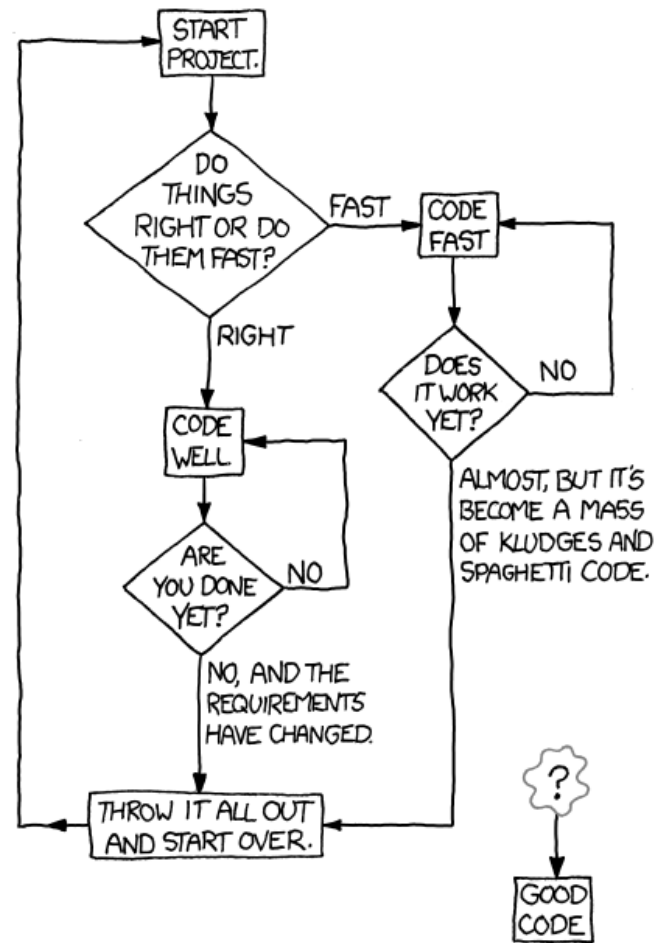 START
PROJECT.
DO
THINGS
RIGHT OR DO
THEM FAST?
FAST
CODE
FAST
RIGHT
DOES
IT WORK
YET?
NO
CODE
WELL
ALMOST, BUT IT'S
BECOME A MASS
OF KLUDGES AND
SPAGHETTI CODE.
ARE
YOU DONE
YET?
NO
NO, AND THE
REQUIREMENTS
HAVE CHANGED.
THROW IT ALL OUT
AND START OVER.
?
GOOD
CODE